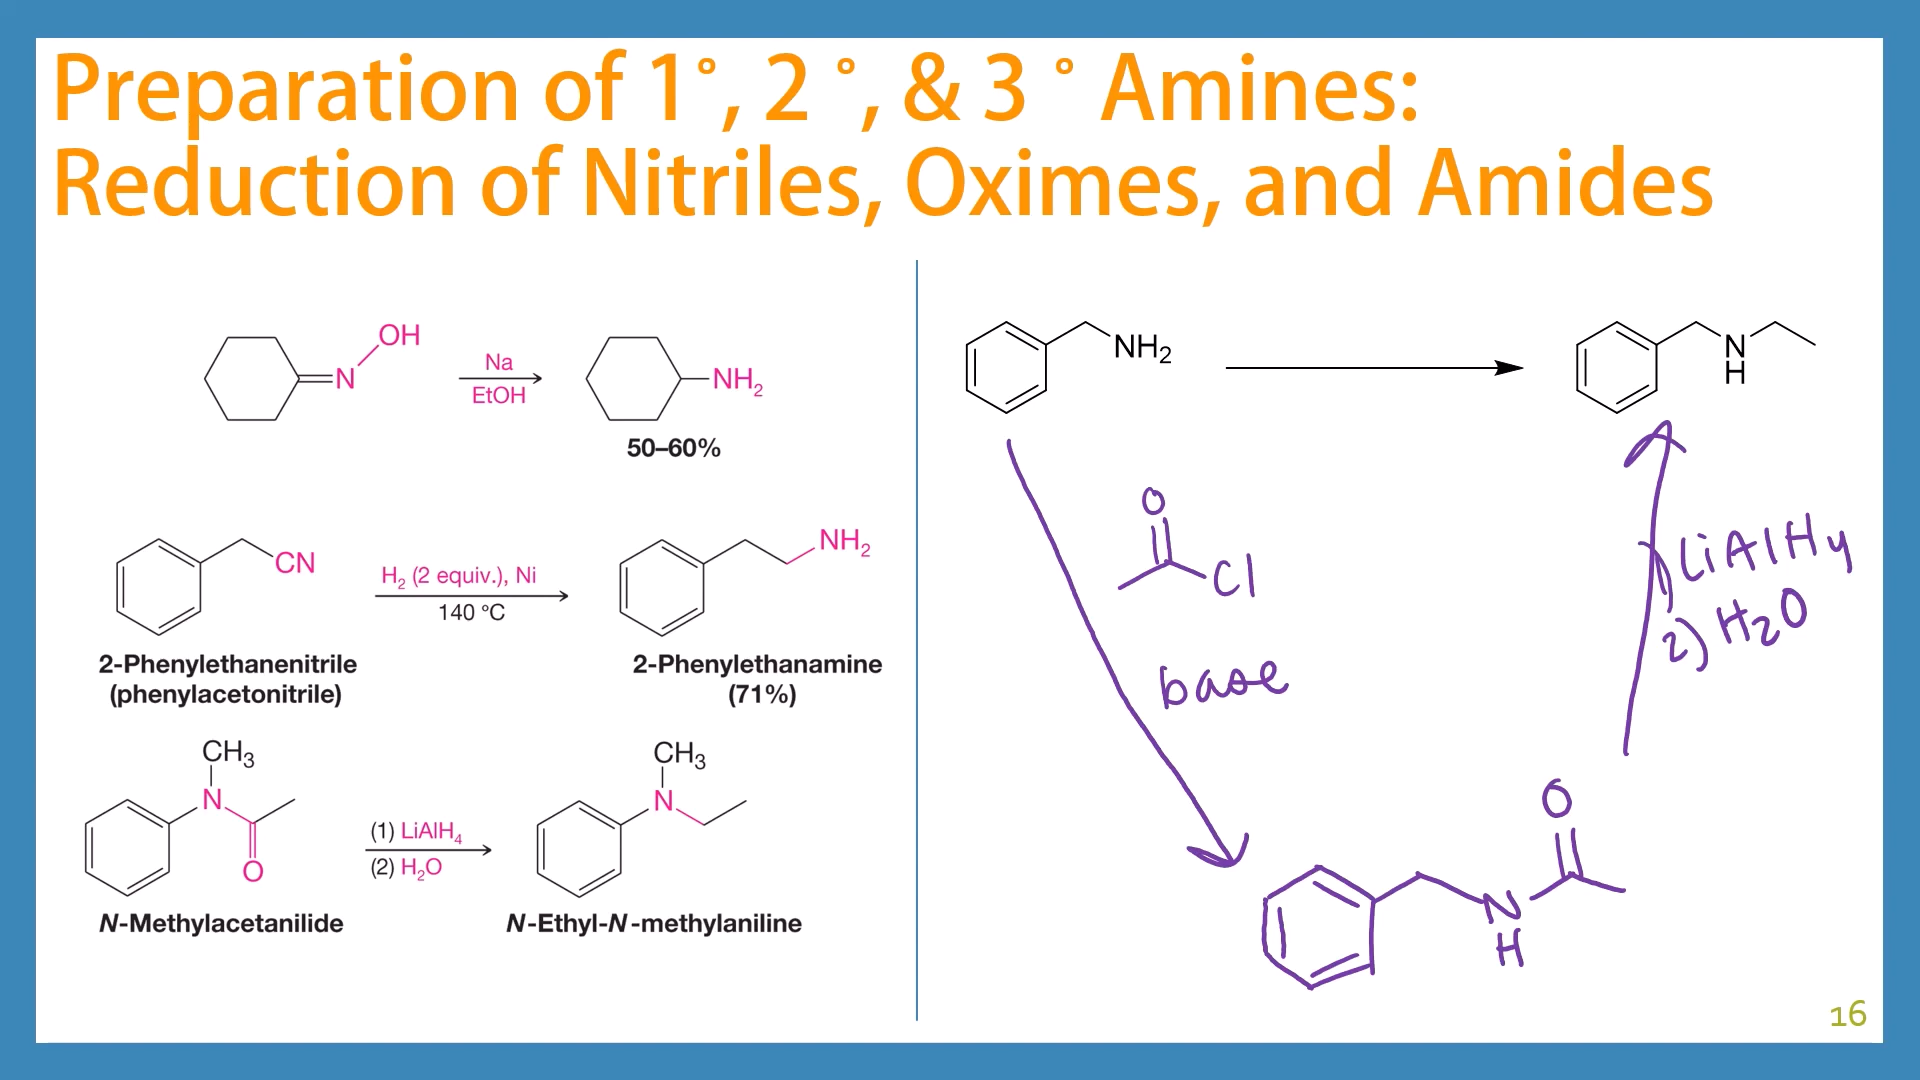 Preparation of 1°, 2 °, & 3 ° Amines:
Reduction of Nitriles, Oximes, and Amides
OH
N
Na
EtOH
NH₂
50–60%
CN
H₂ (2 equiv.), Ni
140 °C
NH₂
2-Phenylethanenitrile
(phenylacetonitrile)
2-Phenylethanamine
(71%)
CH₃
N
O
(1) LiAlH₄
(2) H₂O
CH₃
N
N-Methylacetanilide
N-Ethyl-N-methylaniline
NH₂
N
H
O
Cl
base
1) LiAlH4
2) H₂O
O
N
H
16